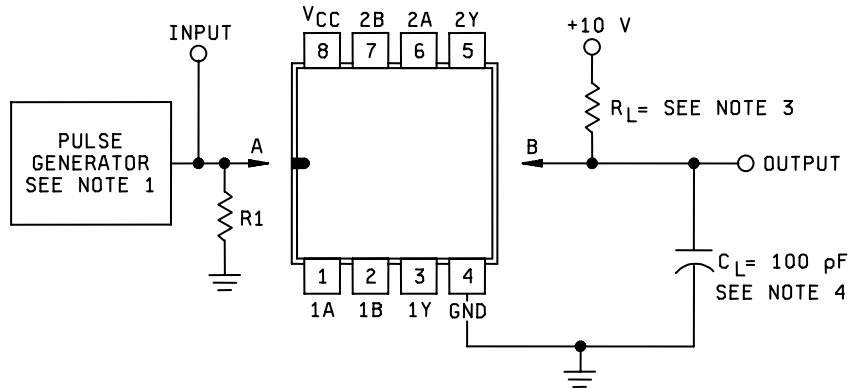 VCC 2B 2A 2Y
8 7 6 5
INPUT
+10 V
PULSE
GENERATOR
SEE NOTE 1
A
R1
B
RL= SEE NOTE 3
OUTPUT
CL= 100 pF
SEE NOTE 4
1 2 3 4
1A 1B 1Y GND